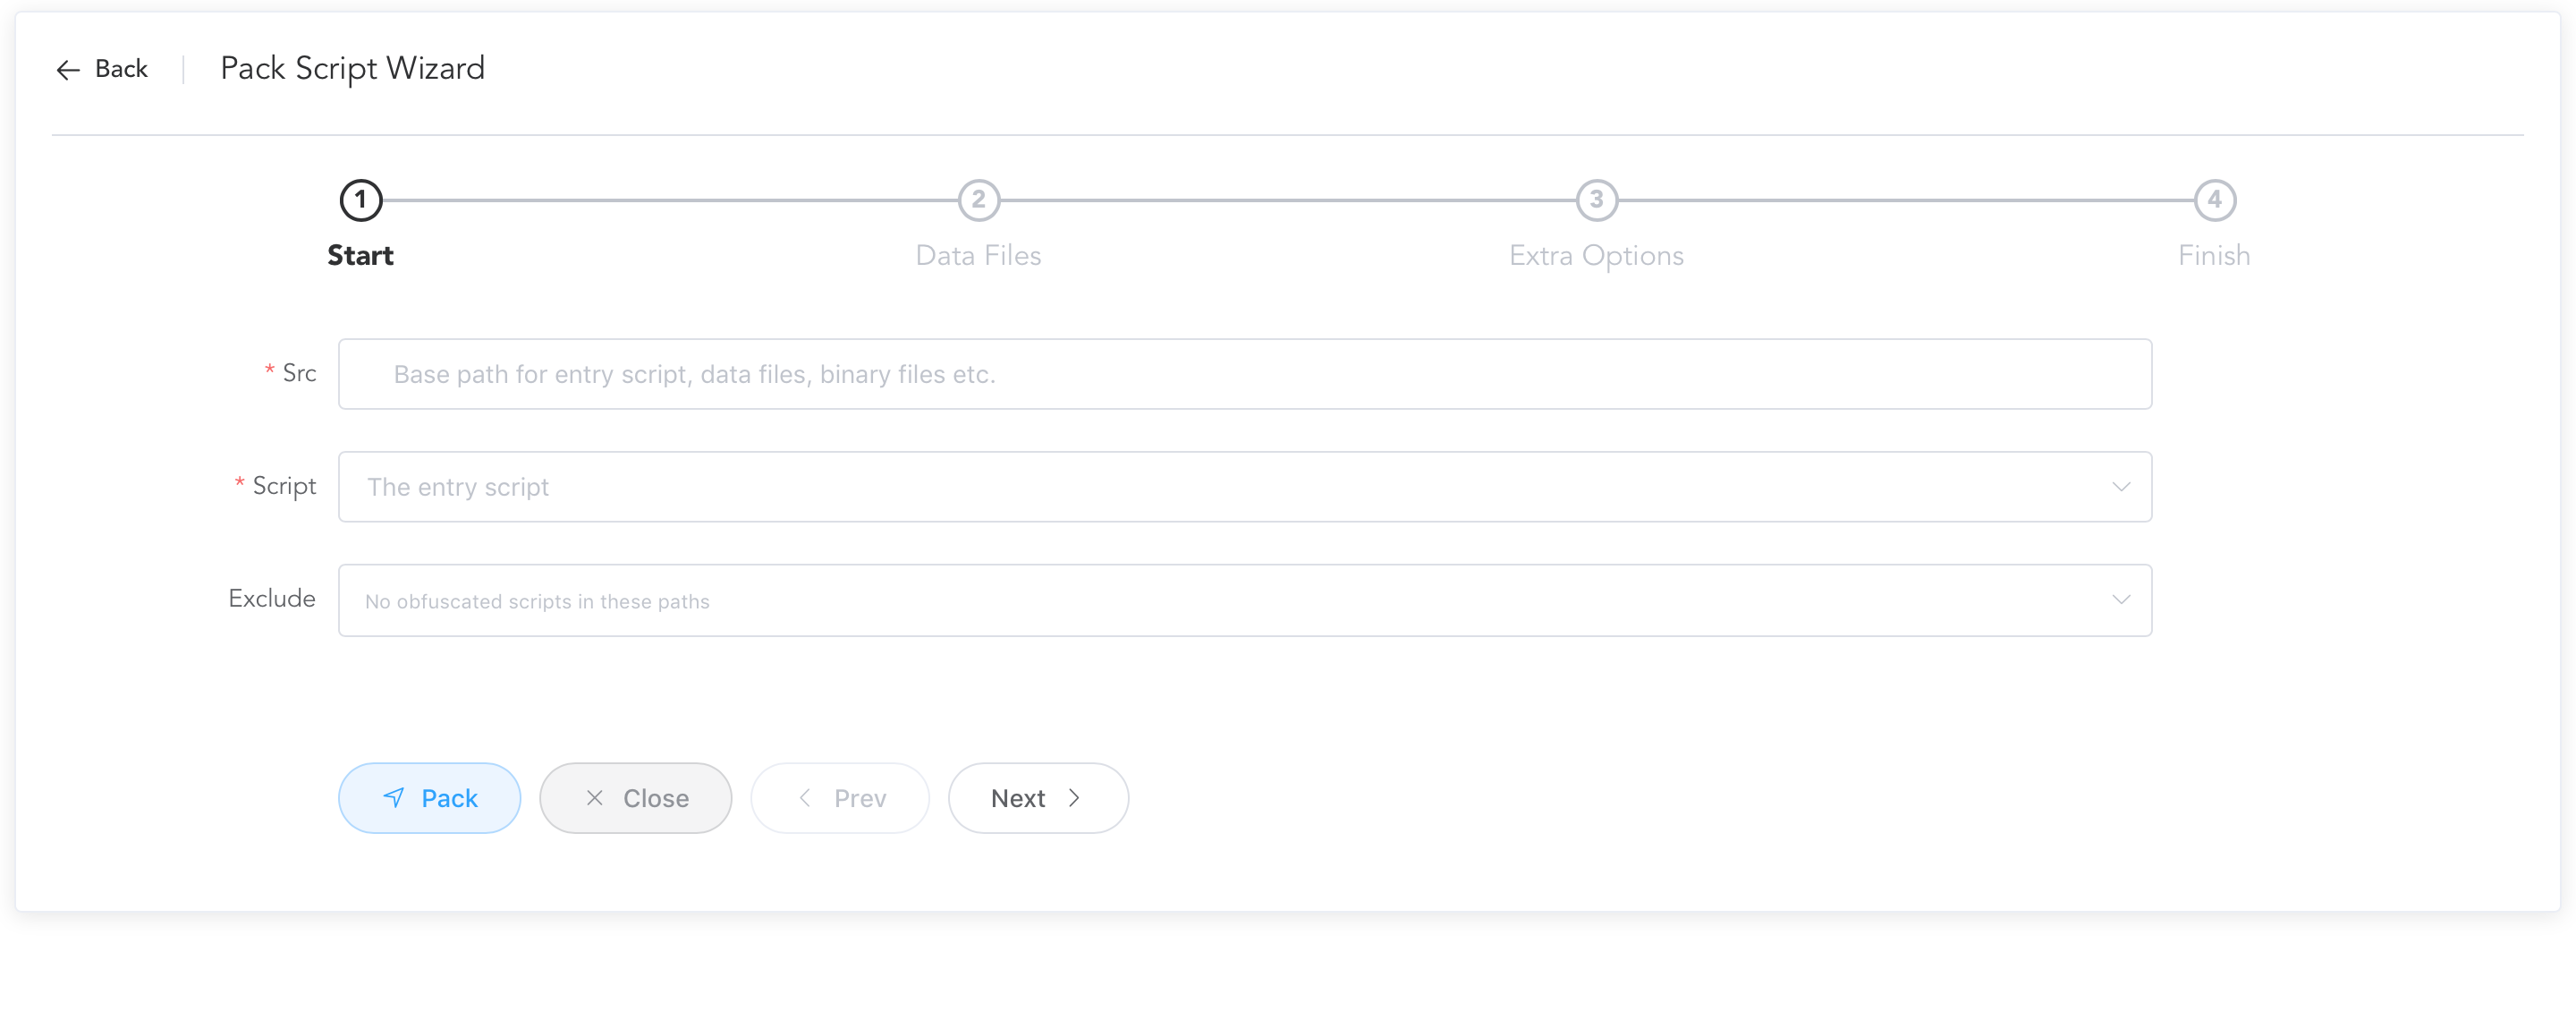 Back
Pack Script Wizard
1
2
3
4
Start
Data Files
Extra Options
Finish
* Src
Base path for entry script, data files, binary files etc.
* Script
The entry script
Exclude
No obfuscated scripts in these paths
Pack
Close
Prev
Next